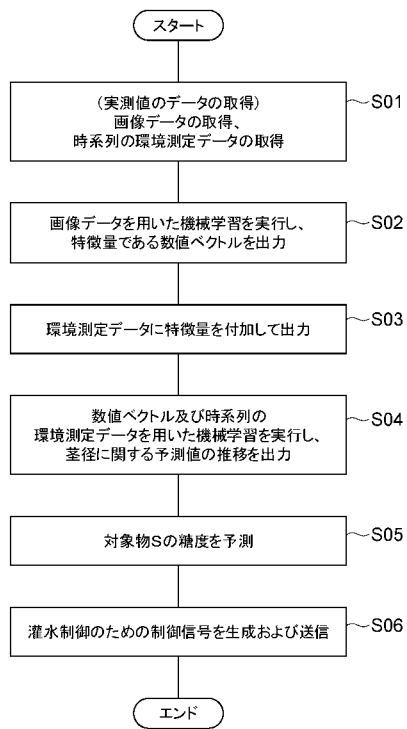 スタート
(実測値のデータの取得)
画像データの取得、
時系列の環境測定データの取得
S01
画像データを用いた機械学習を実行し、
特徴量である数値ベクトルを出力
S02
環境測定データに特徴量を付加して出力
S03
数値ベクトル及び時系列の
環境測定データを用いた機械学習を実行し、
茎径に関する予測値の推移を出力
S04
対象物Sの糖度を予測
S05
灌水制御のための制御信号を生成および送信
S06
エンド